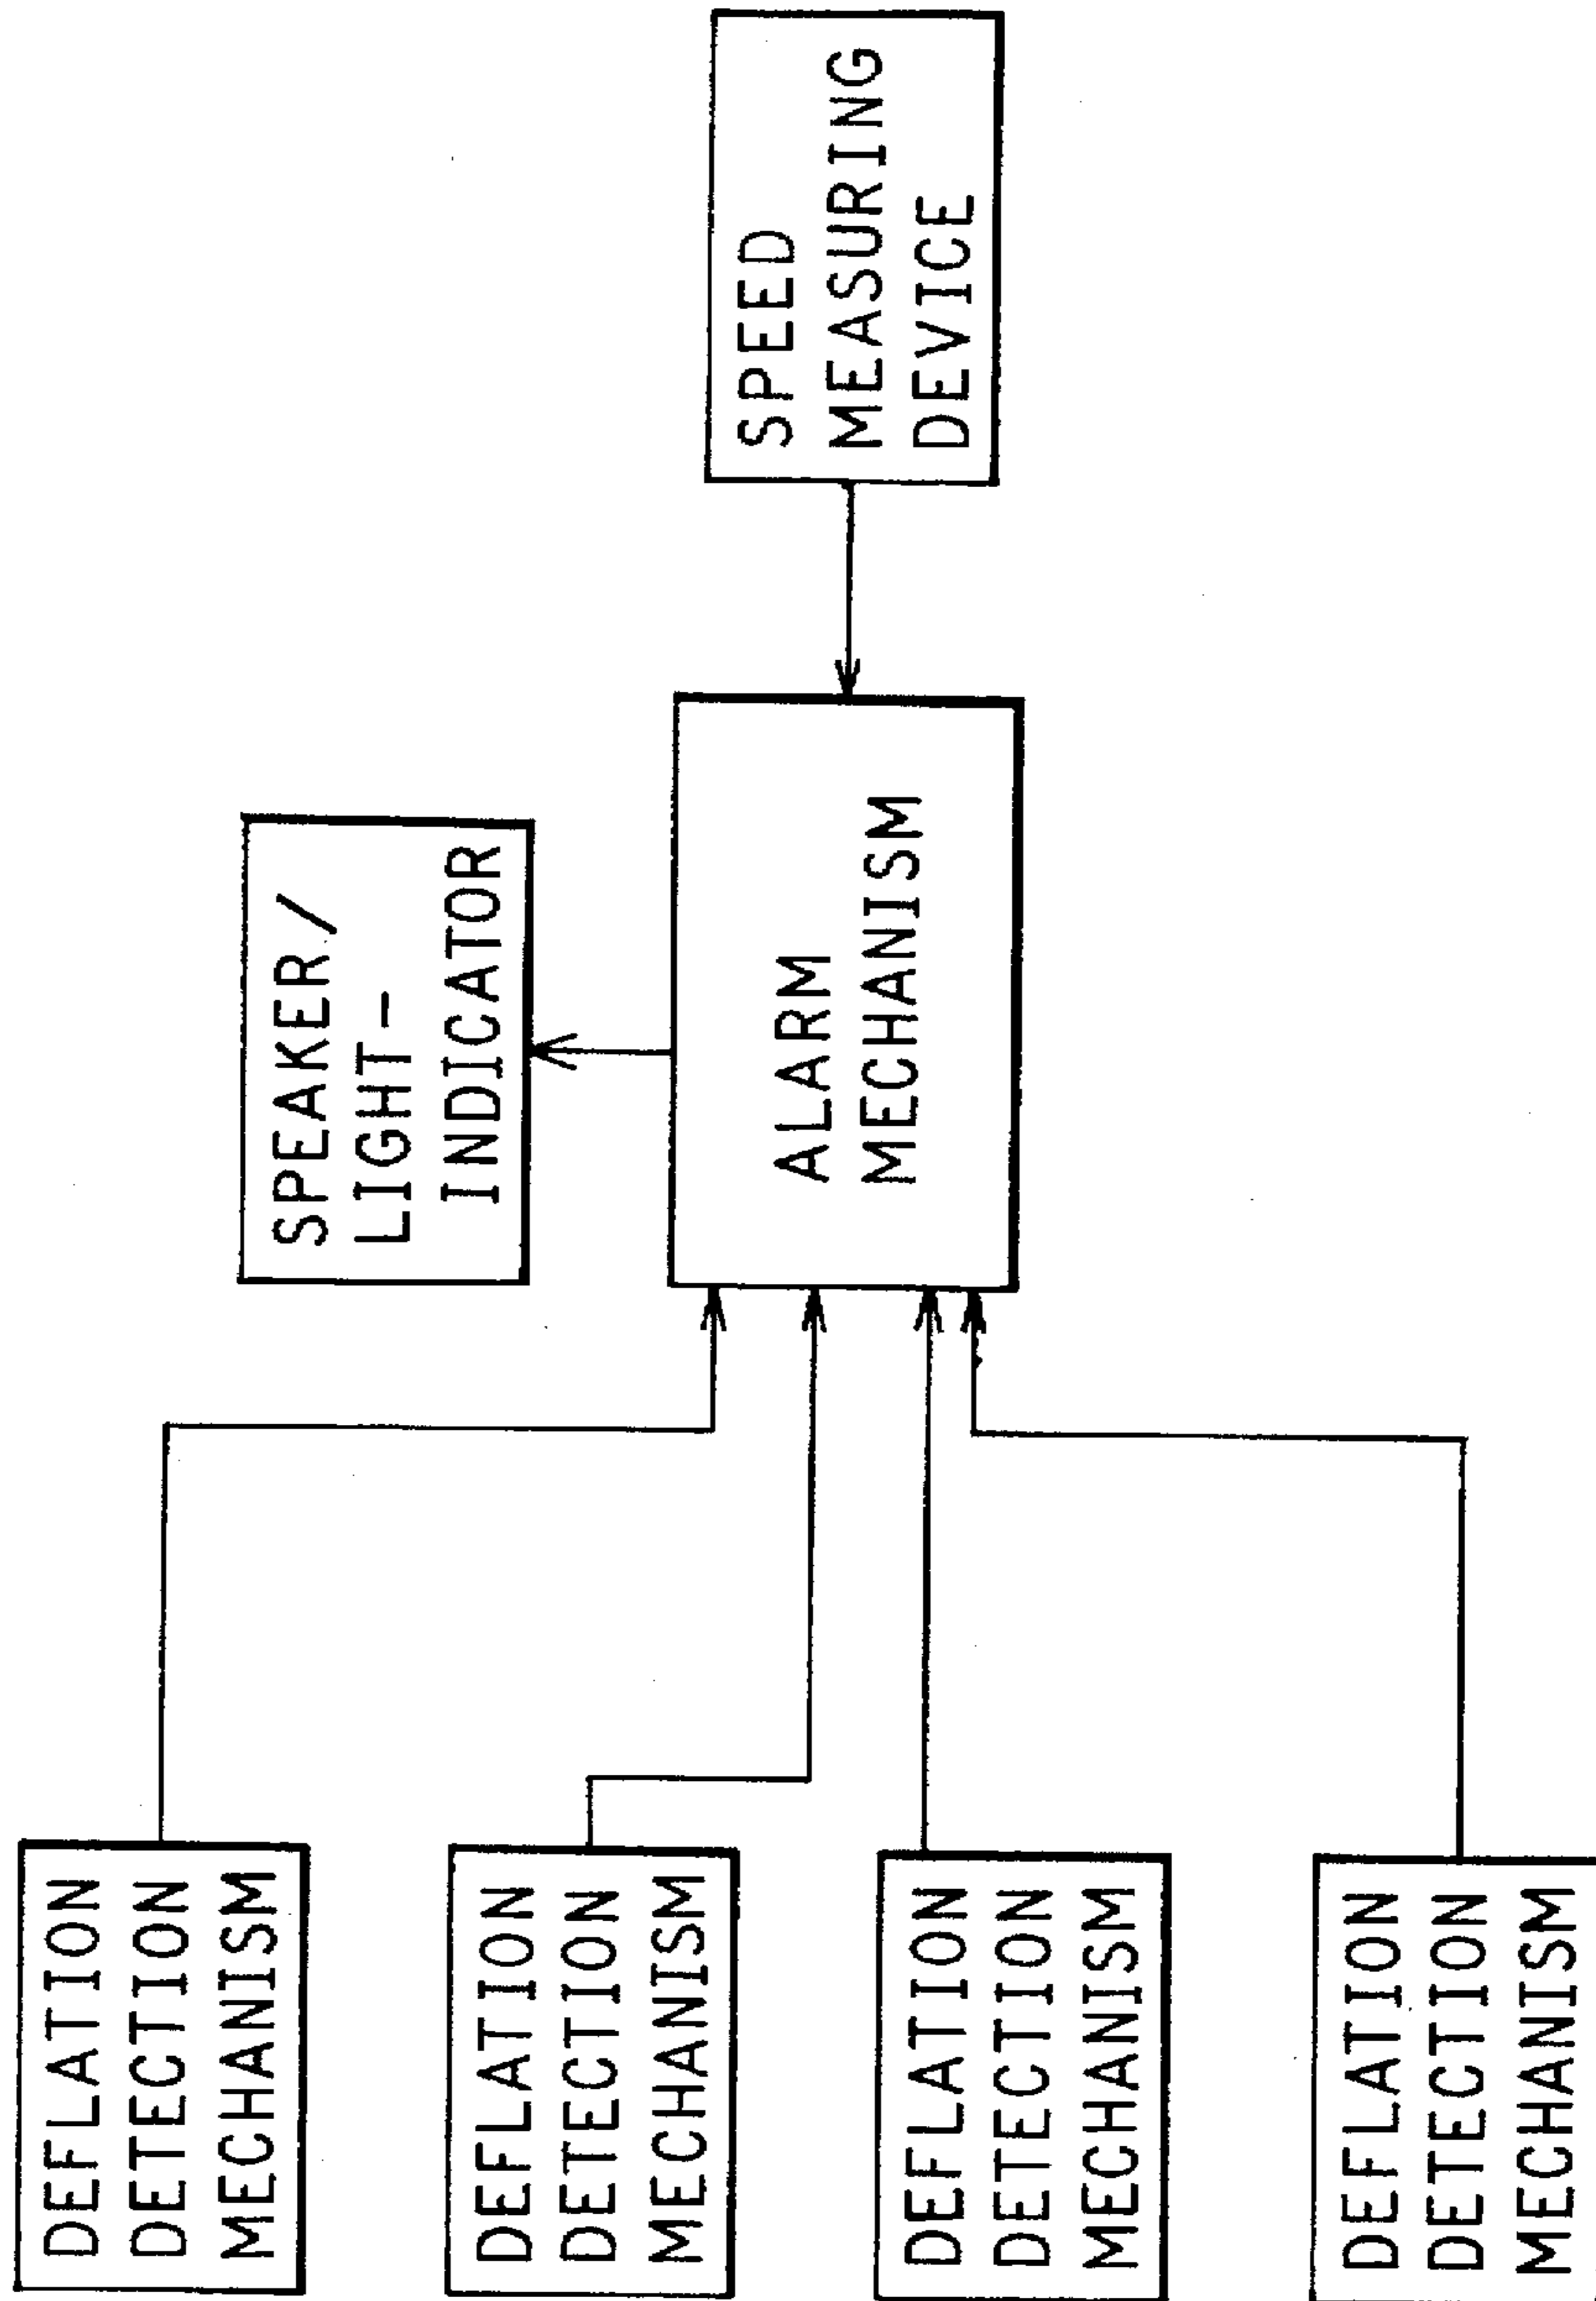 DEFLATION
DETECTION
MECHANISM
DEFLATION
DETECTION
MECHANISM
DEFLATION
DETECTION
MECHANISM
DEFLATION
DETECTION
MECHANISM
SPEAKER/
LIGHT-
INDICATOR
ALARM
MECHANISM
SPEED
MEASURING
DEVICE